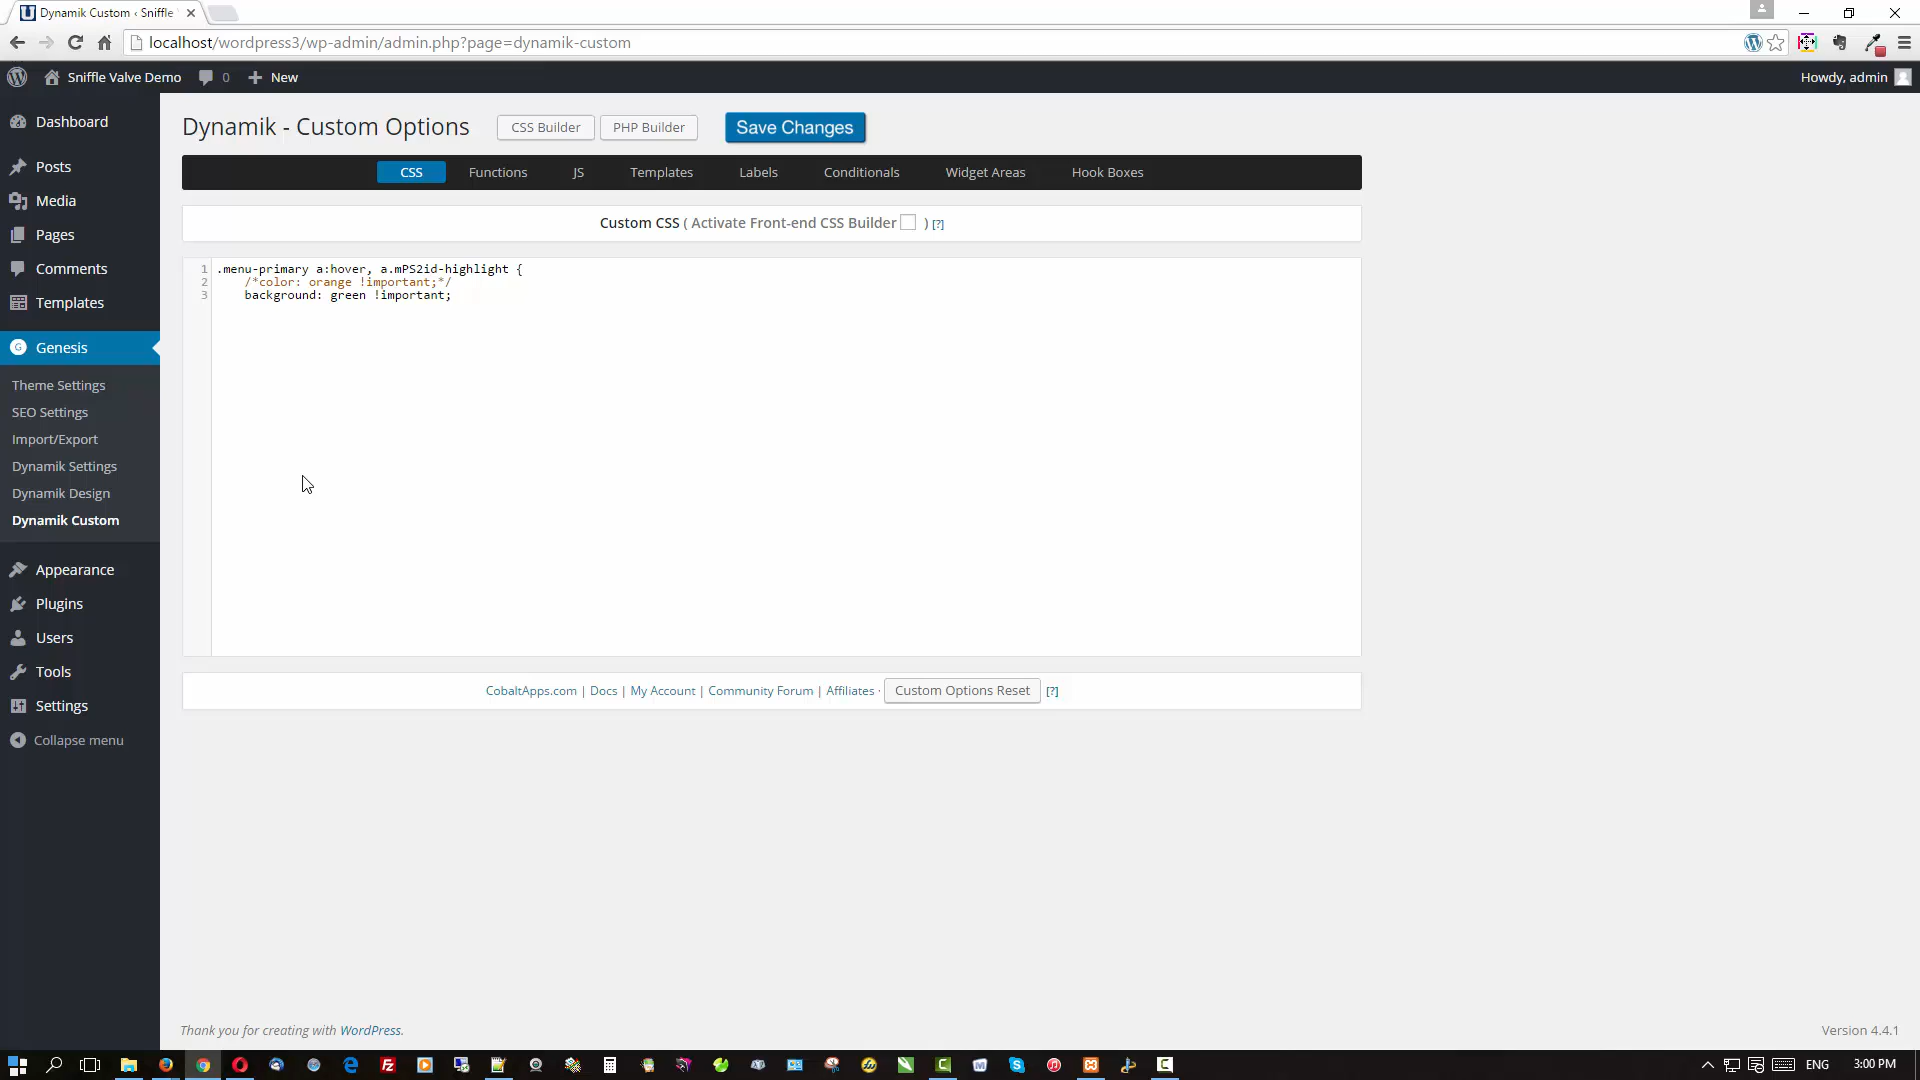 Dynamik Custom ‹ Sniffle
localhost/wordpress3/wp-admin/admin.php?page=dynamik-custom
Sniffle Valve Demo 0 New Howdy, admin
Dashboard
Posts
Media
Pages
Comments
Templates
Genesis
Theme Settings
SEO Settings
Import/Export
Dynamik Settings
Dynamik Design
Dynamik Custom
Appearance
Plugins
Users
Tools
Settings
Collapse menu
Dynamik - Custom Options CSS Builder PHP Builder Save Changes
CSS Functions JS Templates Labels Conditionals Widget Areas Hook Boxes
Custom CSS ( Activate Front-end CSS Builder ) [?]
1 .menu-primary a:hover, a.mPS2id-highlight {
2 /*color: orange !important;*/
3 background: green !important;
CobaltApps.com | Docs | My Account | Community Forum | Affiliates · Custom Options Reset [?]
Thank you for creating with WordPress. Version 4.4.1
ENG 3:00 PM